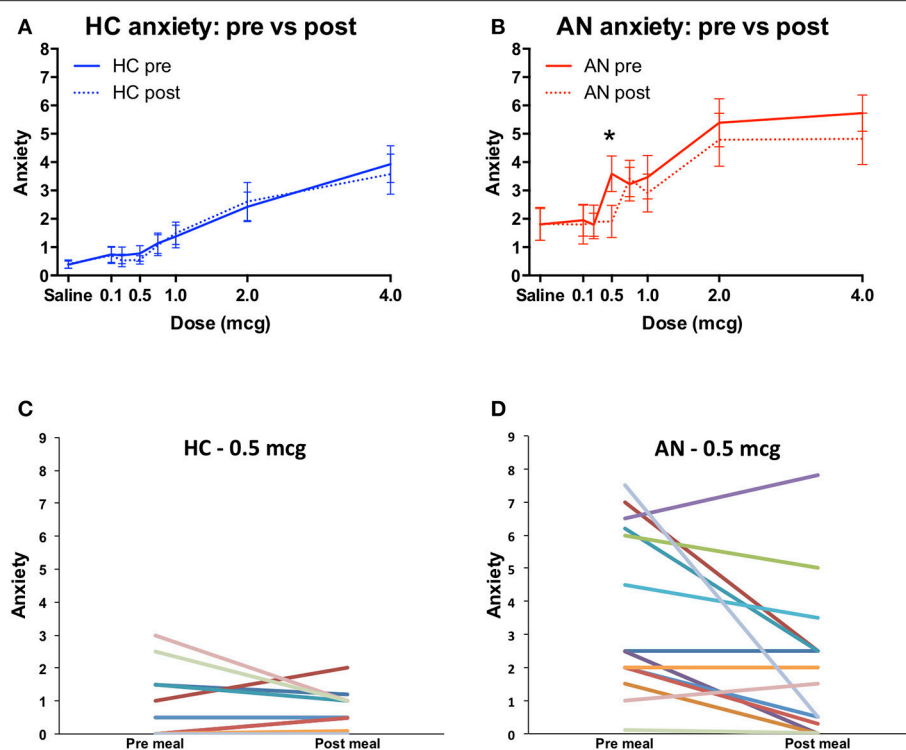 A
HC anxiety: pre vs post
8
7
6
5
4
3
2
1
0
Anxiety
HC pre
HC post
Saline 0.1 0.5 1.0 2.0 4.0
Dose (mcg)
B
AN anxiety: pre vs post
8
7
6
5
4
3
2
1
0
Anxiety
AN pre
AN post
*
Saline 0.1 0.5 1.0 2.0 4.0
Dose (mcg)
C
HC - 0.5 mcg
9
8
7
6
5
4
3
2
1
0
Anxiety
Pre meal Post meal
D
AN - 0.5 mcg
9
8
7
6
5
4
3
2
1
0
Anxiety
Pre meal Post meal